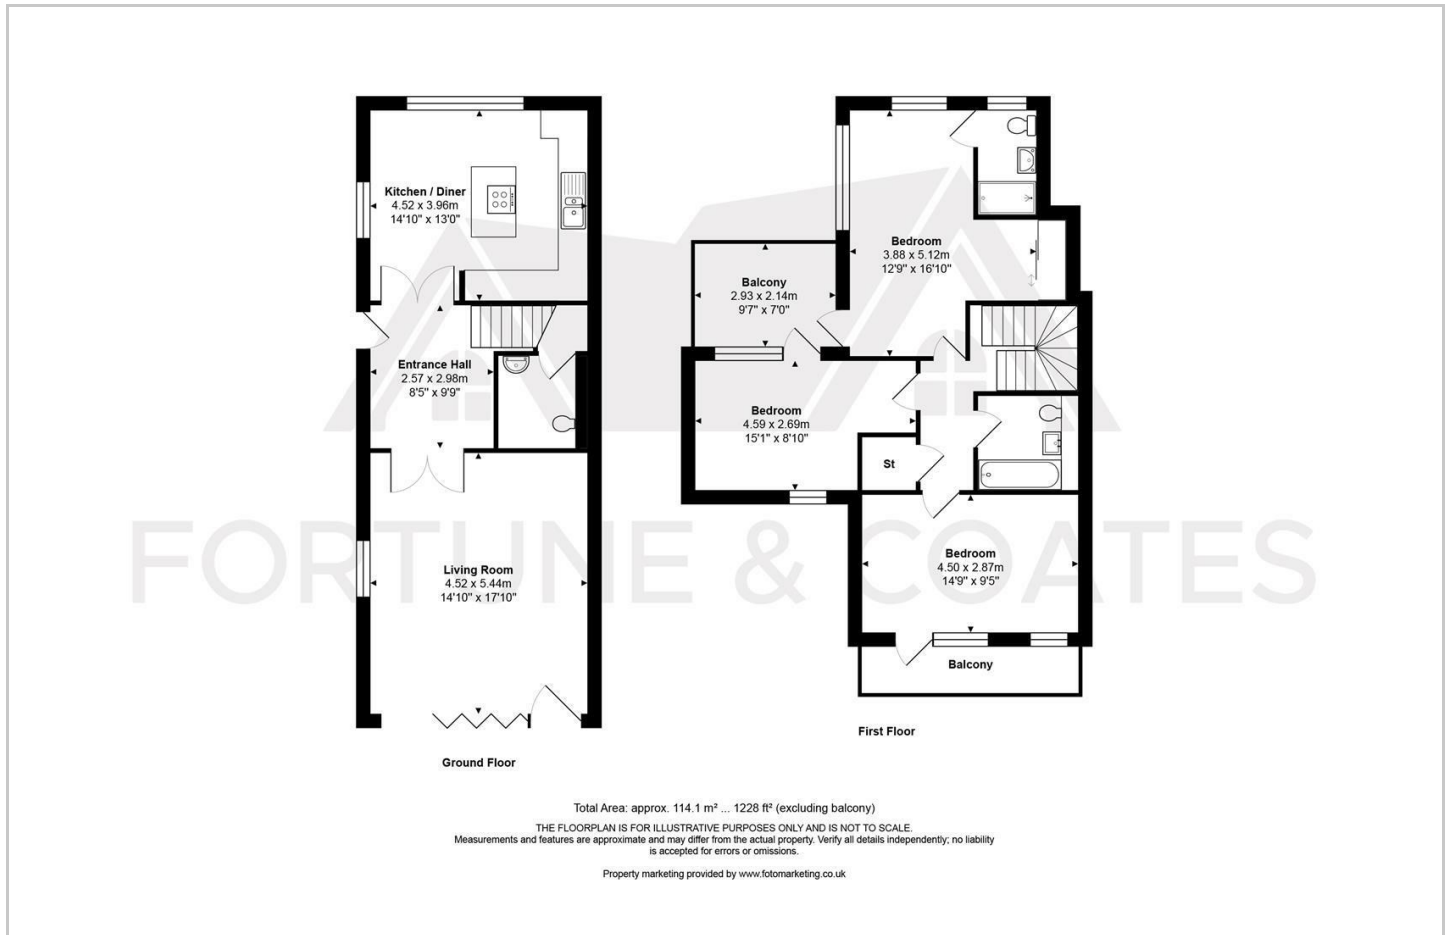 Kitchen / Diner
4.52 x 3.96m
14'10" x 13'0"
Entrance Hall
2.57 x 2.98m
8'5" x 9'9"
Living Room
4.52 x 5.44m
14'10" x 17'10"
Ground Floor
Bedroom
3.88 x 5.12m
12'9" x 16'10"
Balcony
2.93 x 2.14m
9'7" x 7'0"
Bedroom
4.59 x 2.69m
15'1" x 8'10"
St
Bedroom
4.50 x 2.87m
14'9" x 9'5"
Balcony
First Floor
FORTUNE & COATES
Total Area: approx. 114.1 m² ... 1228 ft² (excluding balcony)
THE FLOORPLAN IS FOR ILLUSTRATIVE PURPOSES ONLY AND IS NOT TO SCALE.
Measurements and features are approximate and may differ from the actual property. Verify all details independently; no liability
is accepted for errors or omissions.
Property marketing provided by www.fotomarketing.co.uk